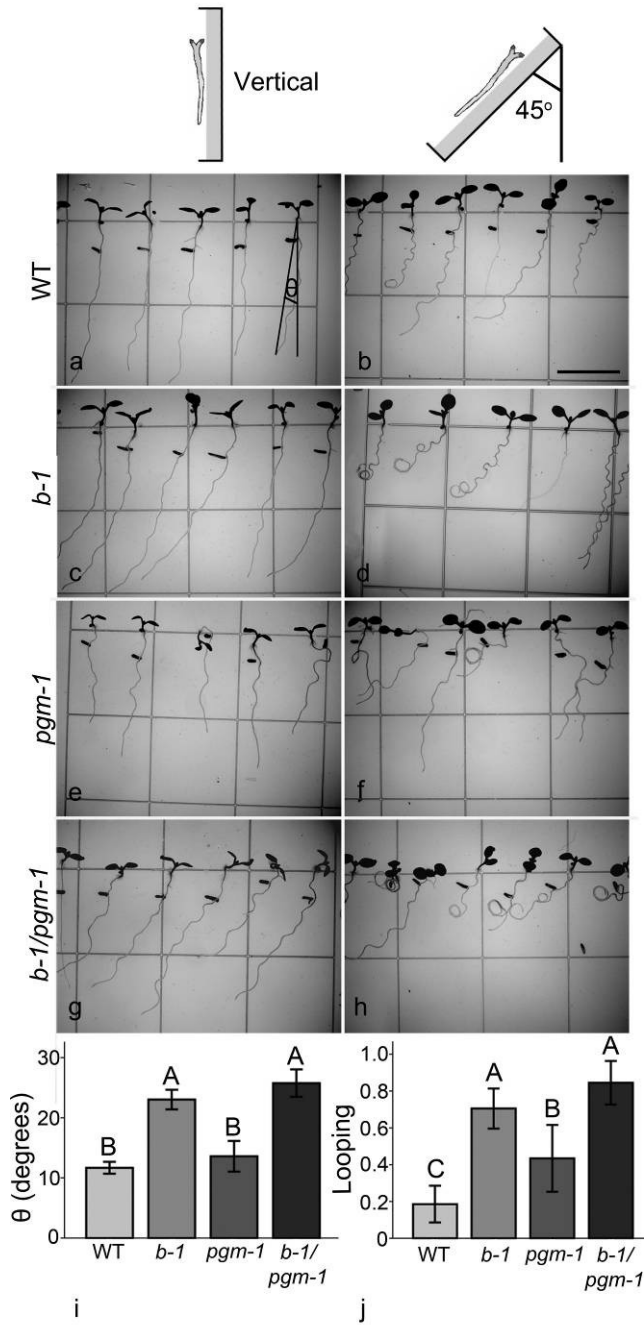 Vertical
45°
WT
a
θ
b
b-1
c
d
pgm-1
e
f
b-1/pgm-1
g
h
θ (degrees)
30
20
10
0
B
A
B
A
WT
b-1
pgm-1
b-1/
pgm-1
i
Looping
1.0
0.8
0.6
0.4
0.2
C
A
B
A
WT
b-1
pgm-1
b-1/
pgm-1
j